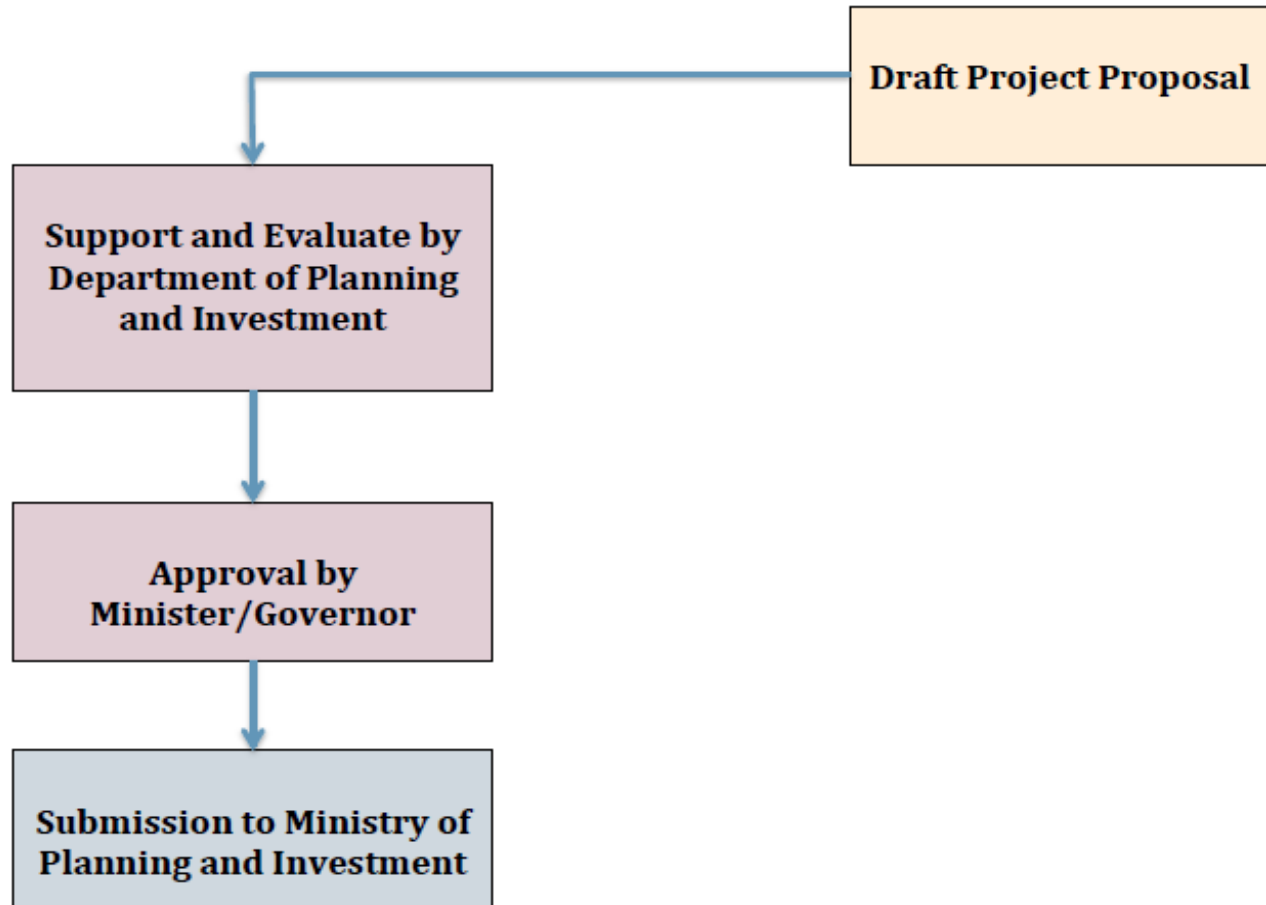 Draft Project Proposal
Support and Evaluate by
Department of Planning
and Investment
Approval by
Minister/Governor
Submission to Ministry of
Planning and Investment